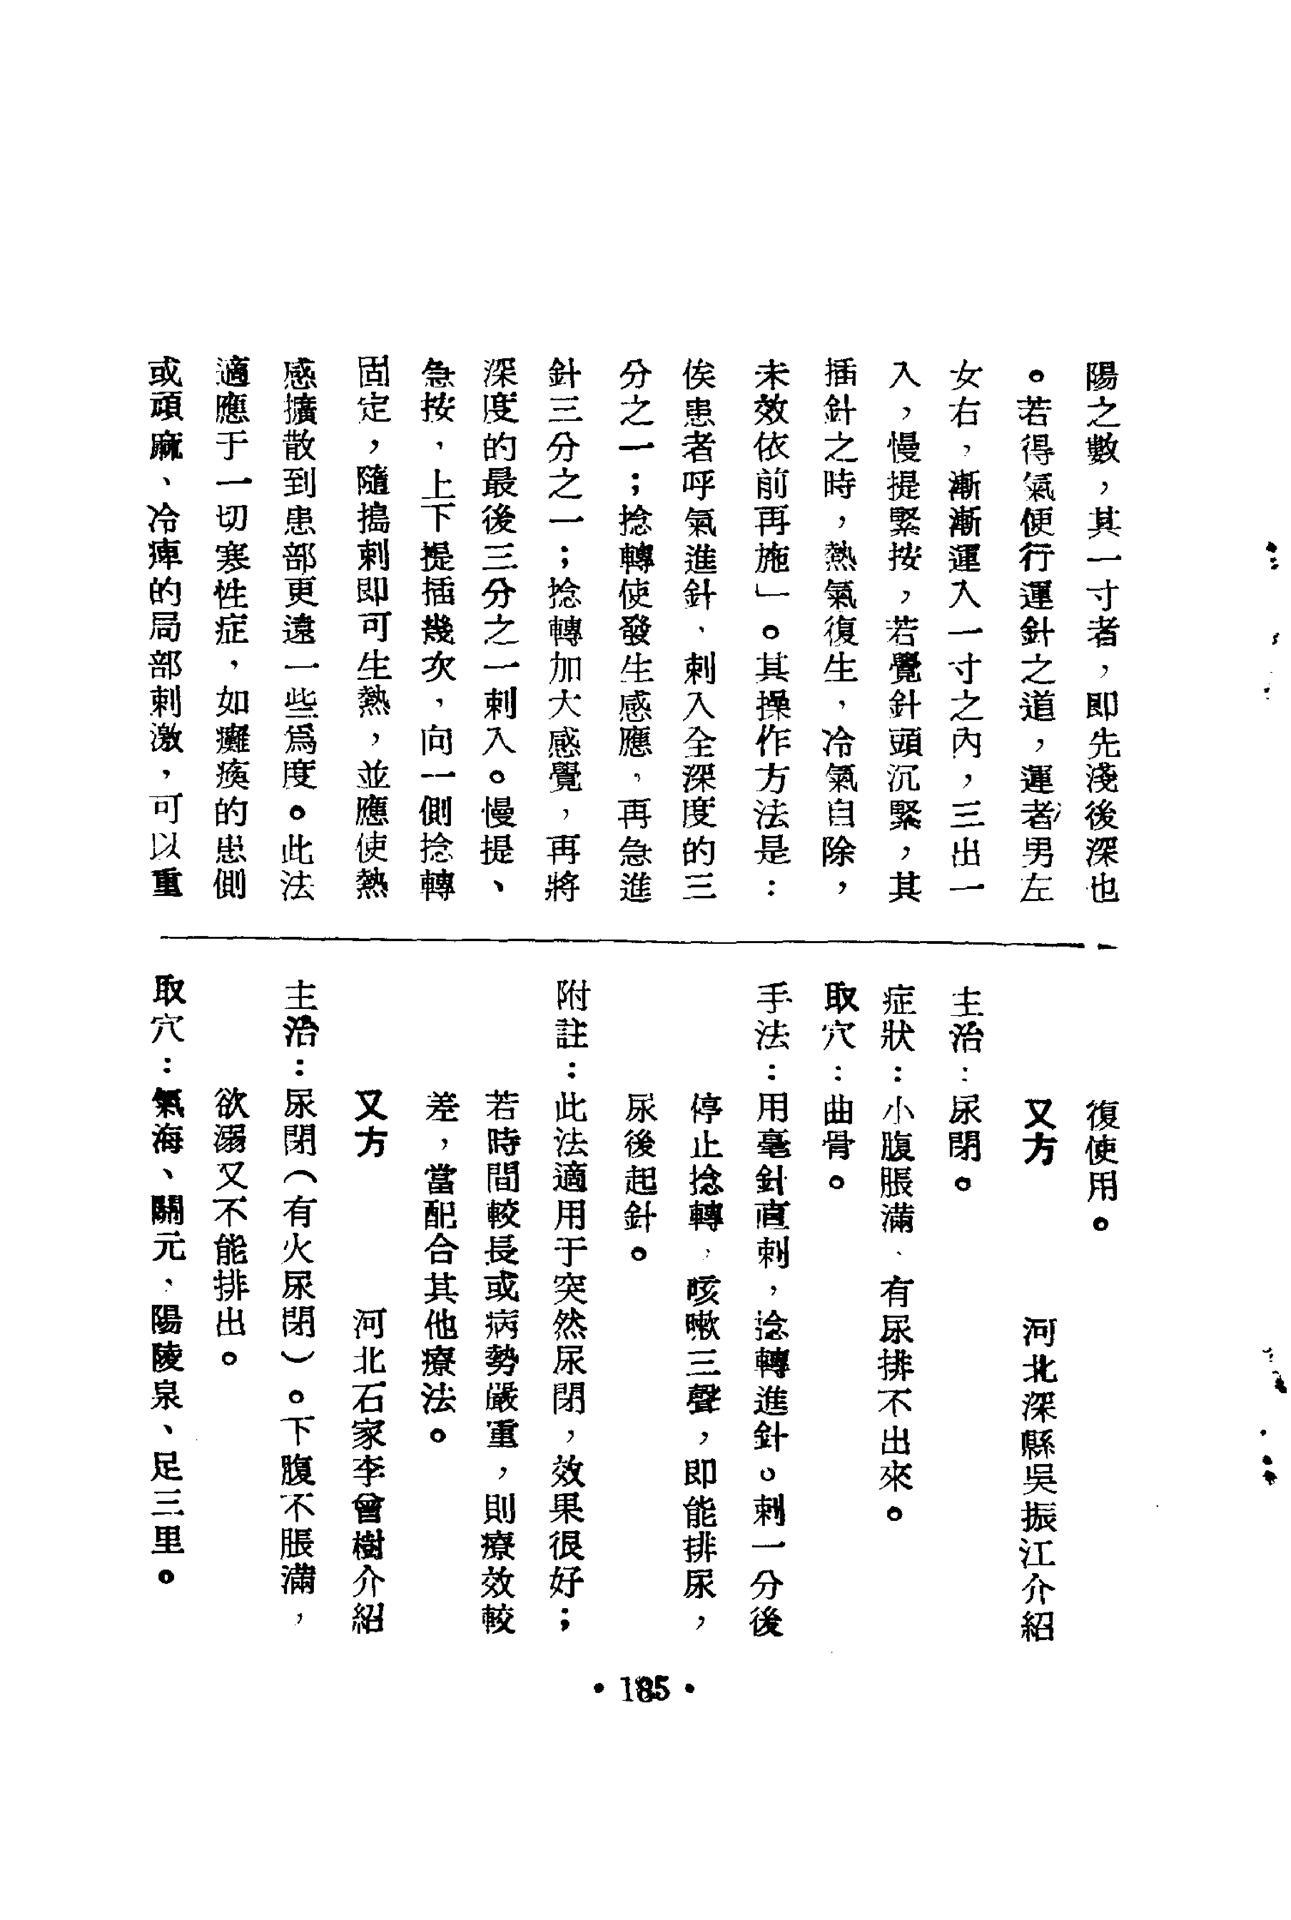 陽之數，其一寸者，即先淺後深也
。若得氣便行運針之道，運者男左
女右，漸漸運入一寸之內，三出一
入，慢提緊按，若覺針頭沉緊，其
插針之時，熱氣復生，冷氣自除，
未效依前再施」。其操作方法是：
俟患者呼氣進針，刺入全深度的三
分之一；捻轉使發生感應，再急進
針三分之一；捻轉加大感覺，再將
深度的最後三分之一刺入。慢提、
急按，上下提插幾次，向一側捻轉
固定，隨搗刺即可生熱，並應使熱
感擴散到患部更遠一些爲度。此法
適應于一切寒性症，如癱瘓的患側
或頑麻、冷痺的局部刺激，可以重
復使用。
又方　　　　河北深縣吳振江介紹
主治：尿閉。
症狀：小腹脹滿、有尿排不出來。
取穴：曲骨。
手法：用毫針直刺，捻轉進針。刺一分後
停止捻轉，咳嗽三聲，即能排尿，
尿後起針。
附註：此法適用于突然尿閉，效果很好；
若時間較長或病勢嚴重，則療效較
差，當配合其他療法。
又方　　　　河北石家李曾樹介紹
主治：尿閉（有火尿閉）。下腹不脹滿，
欲溺又不能排出。
取穴：氣海、關元、陽陵泉、足三里。
• 185 •